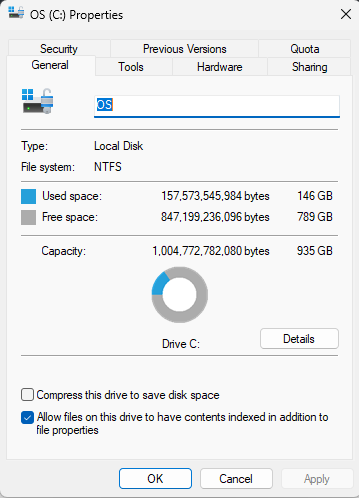 OS (C:) Properties
Security Previous Versions Quota
General Tools Hardware Sharing
OS
Type: Local Disk
File system: NTFS
Used space: 157,573,545,984 bytes 146 GB
Free space: 847,199,236,096 bytes 789 GB
Capacity: 1,004,772,782,080 bytes 935 GB
Drive C: Details
Compress this drive to save disk space
Allow files on this drive to have contents indexed in addition to
file properties
OK Cancel Apply